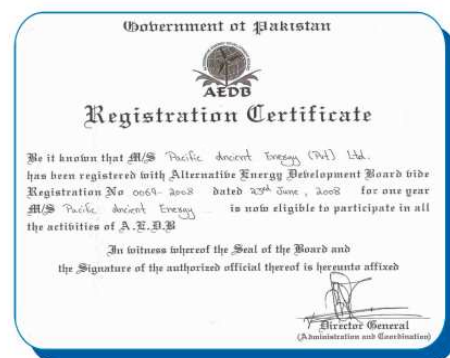 Government of Pakistan
AEDB
Registration Certificate
Be it known that M/S Pacific Ancient Energy (Pvt) Ltd.
has been registered with Alternative Energy Development Board vide
Registration No 0069-2008 dated 23rd June, 2008 for one year
M/S Pacific Ancient Energy is now eligible to participate in all
the activities of A.E.D.B
In witness whereof the Seal of the Board and
the Signature of the authorized official thereof is hereunto affixed
Director General
(Administration and Coordination)